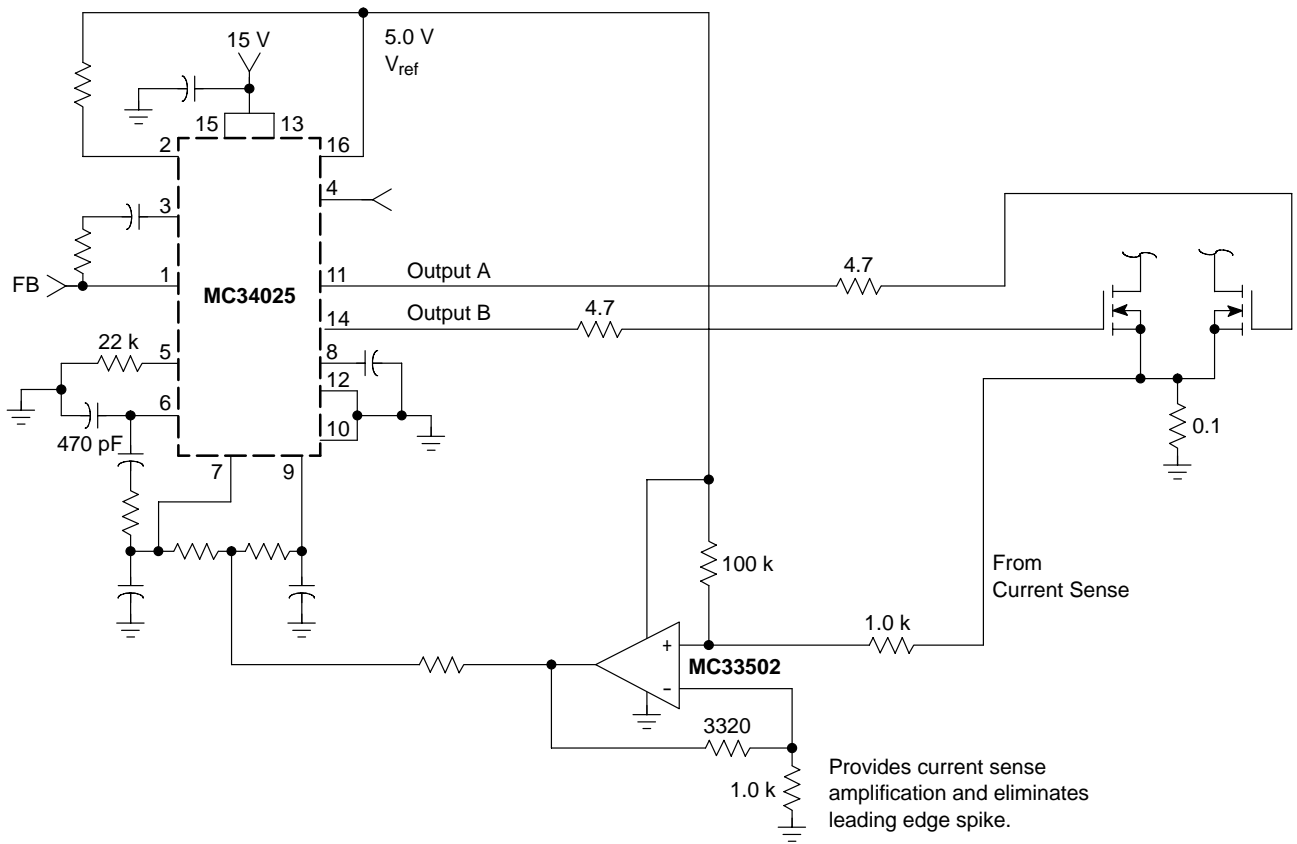 15 V
5.0 V
Vref
15
13
2
16
4
3
FB
1
MC34025
11
Output A
4.7
14
Output B
4.7
22 k
5
8
12
6
470 pF
10
0.1
7
9
100 k
From
Current Sense
1.0 k
+
MC33502
−
3320
1.0 k
Provides current sense
amplification and eliminates
leading edge spike.